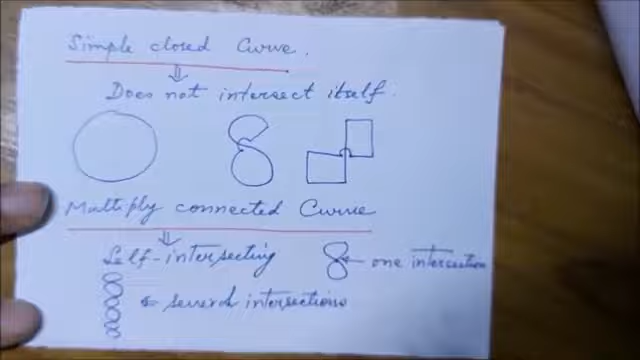 Simple closed Curve.
Does not intersect itself.
Multiply connected Curve
Self-intersecting
one intersection
several intersections